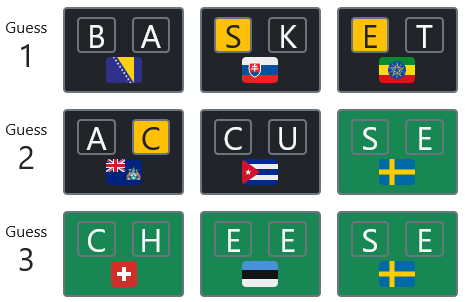 Guess
1
B A S K E T
Guess
2
A C C U S E
Guess
3
C H E E S E